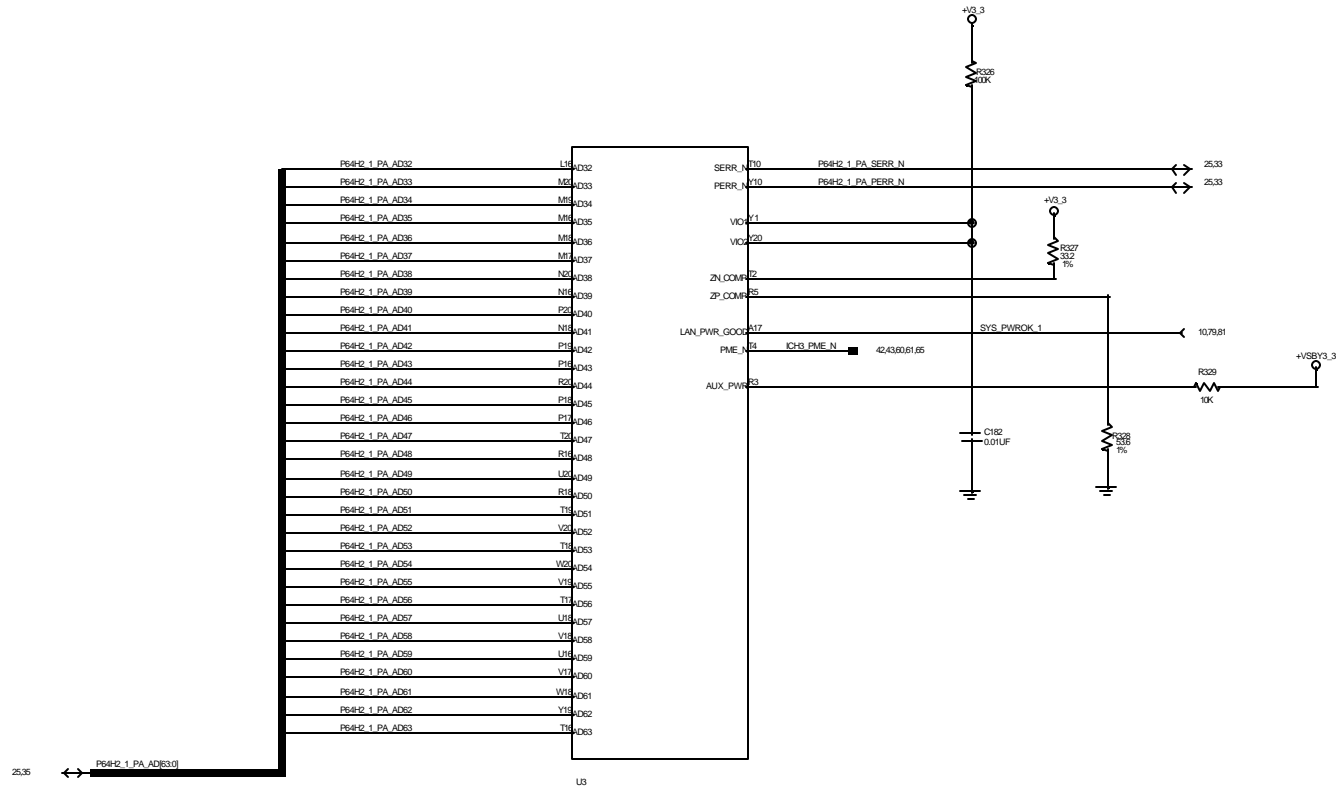 +V3_3
R326
100K
P64H2_1_PA_AD32 L16 AD32 SERR_N T10 P64H2_1_PA_SERR_N 25,33
P64H2_1_PA_AD33 M20 AD33 PERR_N Y10 P64H2_1_PA_PERR_N 25,33
P64H2_1_PA_AD34 M19 AD34 +V3_3
P64H2_1_PA_AD35 M16 AD35 VIO1 Y1
P64H2_1_PA_AD36 M18 AD36 VIO2 Y20 R327
33.2
1%
P64H2_1_PA_AD37 M17 AD37
P64H2_1_PA_AD38 N20 AD38 ZN_COMP T2
P64H2_1_PA_AD39 N16 AD39 ZP_COMP R5
P64H2_1_PA_AD40 P20 AD40
P64H2_1_PA_AD41 N18 AD41 LAN_PWR_GOOD A17 SYS_PWROK_1 10,79,81
P64H2_1_PA_AD42 P19 AD42 PME_N T4 ICH3_PME_N 42,43,60,61,65
+VSBY3_3
P64H2_1_PA_AD43 P16 AD43 R329
P64H2_1_PA_AD44 R20 AD44 AUX_PWR R3
10K
P64H2_1_PA_AD45 P18 AD45
P64H2_1_PA_AD46 P17 AD46
P64H2_1_PA_AD47 T20 AD47 C182 R328
0.01UF 53.6
1%
P64H2_1_PA_AD48 R16 AD48
P64H2_1_PA_AD49 U20 AD49
P64H2_1_PA_AD50 R18 AD50
P64H2_1_PA_AD51 T19 AD51
P64H2_1_PA_AD52 V20 AD52
P64H2_1_PA_AD53 T18 AD53
P64H2_1_PA_AD54 W20 AD54
P64H2_1_PA_AD55 V19 AD55
P64H2_1_PA_AD56 T17 AD56
P64H2_1_PA_AD57 U18 AD57
P64H2_1_PA_AD58 V18 AD58
P64H2_1_PA_AD59 U16 AD59
P64H2_1_PA_AD60 V17 AD60
P64H2_1_PA_AD61 W18 AD61
P64H2_1_PA_AD62 Y19 AD62
P64H2_1_PA_AD63 T16 AD63
25,35 P64H2_1_PA_AD[63:0]
U3